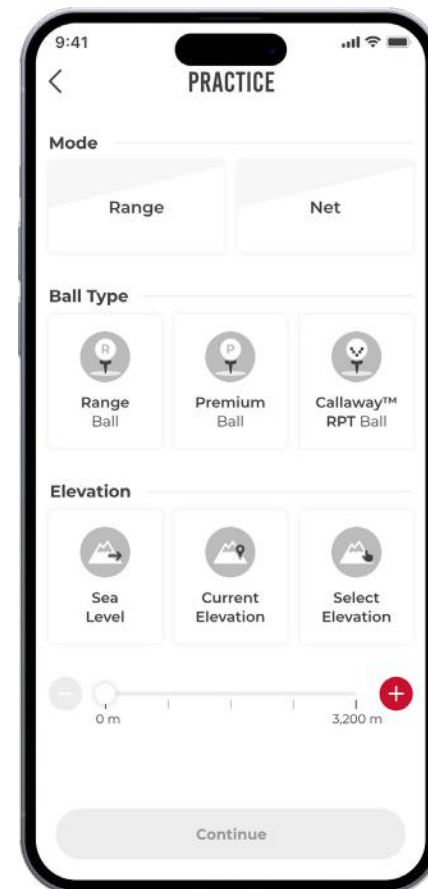 9:41
PRACTICE
Mode
Range
Net
Ball Type
R
P
Range
Ball
Premium
Ball
Callaway™
RPT Ball
Elevation
Sea
Level
Current
Elevation
Select
Elevation
0 m
3,200 m
Continue